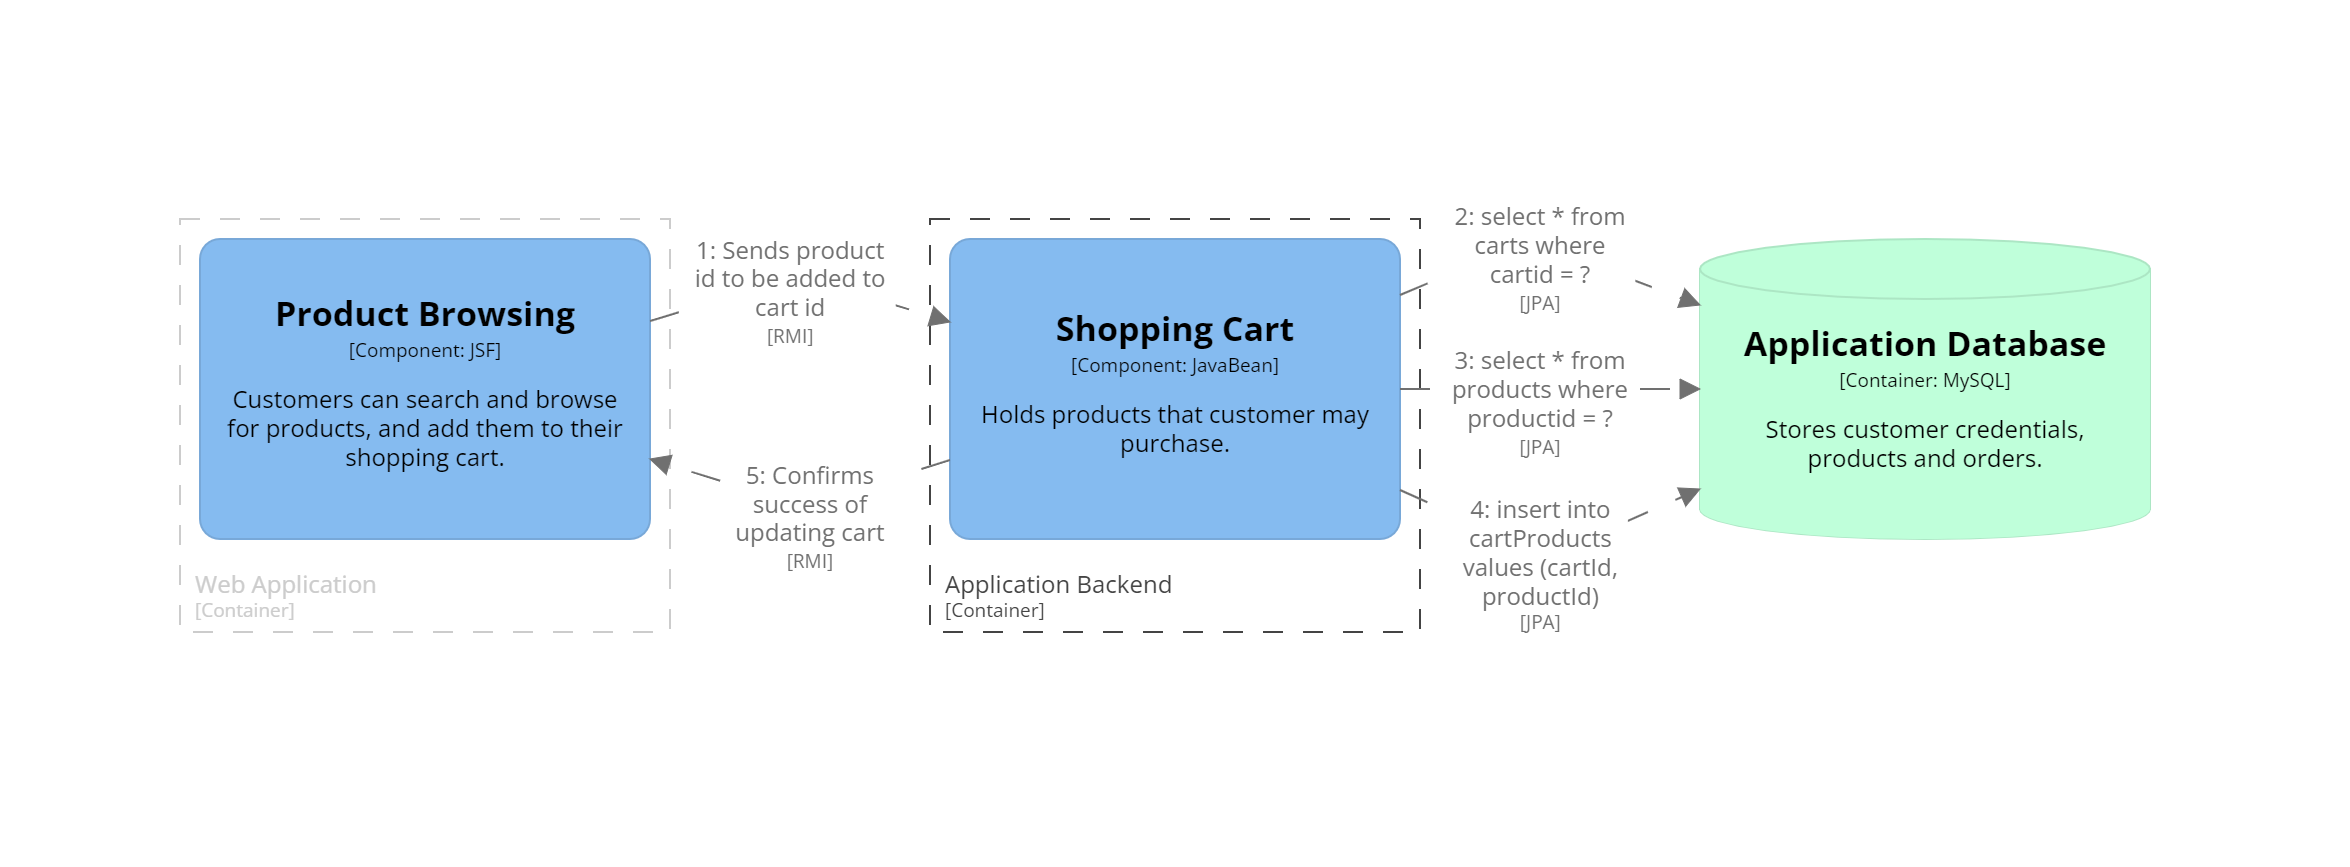 Product Browsing
[Component: JSF]
Customers can search and browse
for products, and add them to their
shopping cart.
Web Application
[Container]
1: Sends product
id to be added to
cart id
[RMI]
5: Confirms
success of
updating cart
[RMI]
Shopping Cart
[Component: JavaBean]
Holds products that customer may
purchase.
Application Backend
[Container]
2: select * from
carts where
cartid = ?
[JPA]
3: select * from
products where
productid = ?
[JPA]
4: insert into
cartProducts
values (cartId,
productId)
[JPA]
Application Database
[Container: MySQL]
Stores customer credentials,
products and orders.